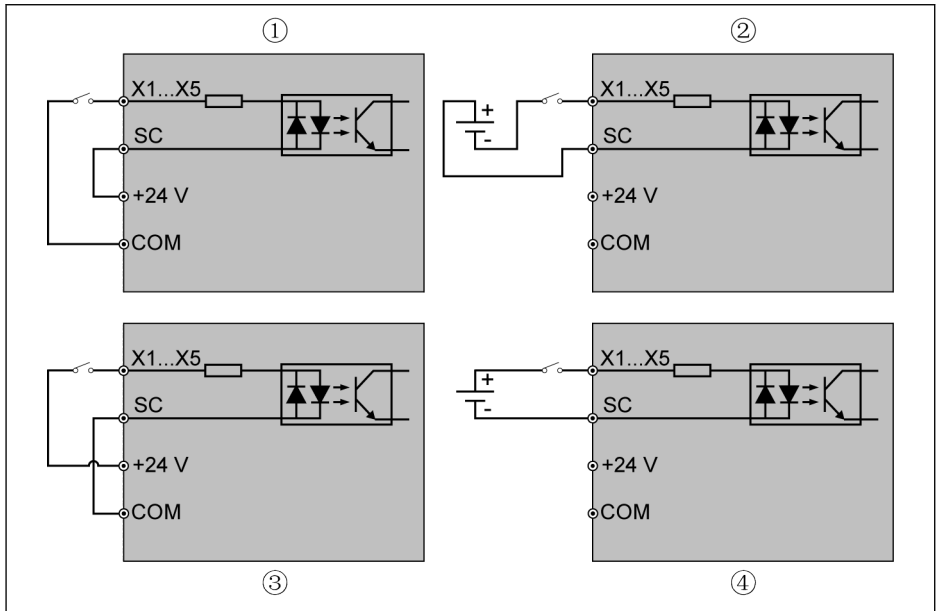 ①
X1...X5
SC
+24 V
COM
②
+
-
X1...X5
SC
+24 V
COM
X1...X5
SC
+24 V
COM
③
+
-
X1...X5
SC
+24 V
COM
④